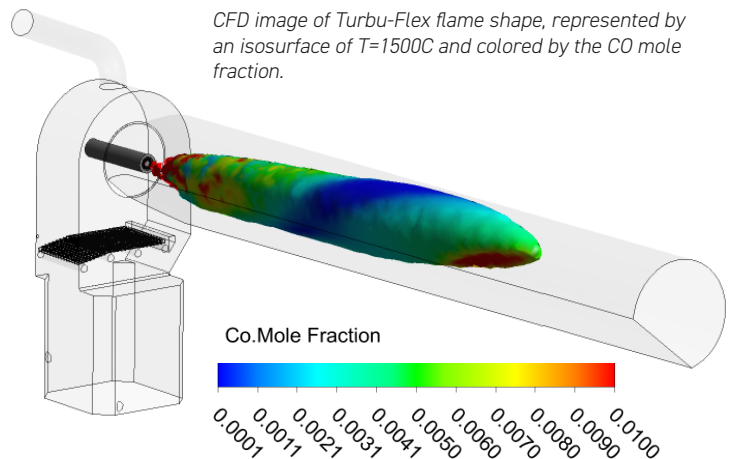 CFD image of Turbu-Flex flame shape, represented by
an isosurface of T=1500C and colored by the CO mole
fraction.
Co.Mole Fraction
0.0001
0.0011
0.0021
0.0031
0.0041
0.0050
0.0060
0.0070
0.0080
0.0090
0.0100